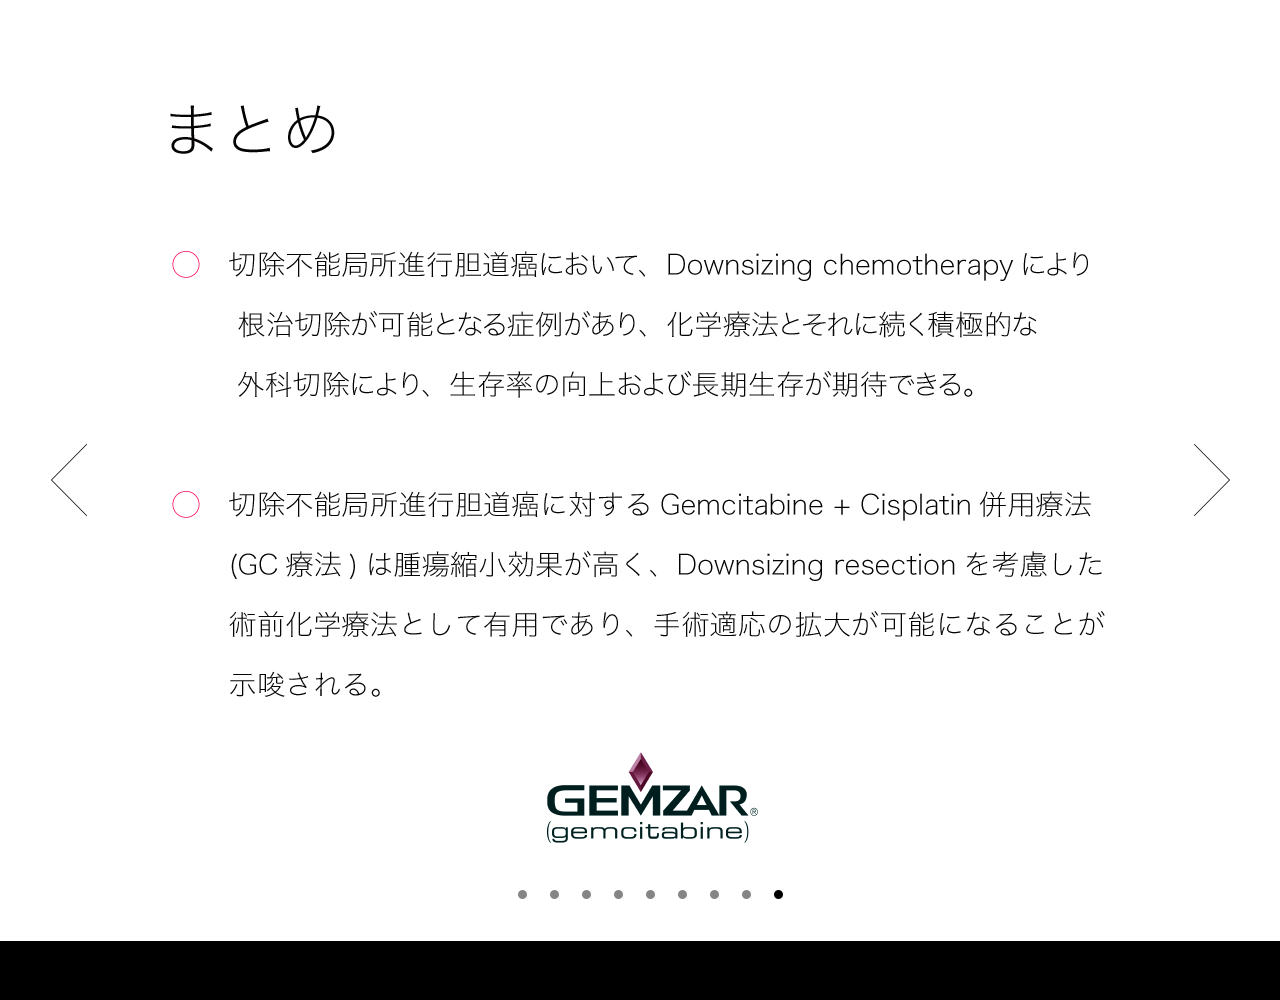 まとめ
切除不能局所進行胆道癌において、Downsizing chemotherapy により
根治切除が可能となる症例があり、化学療法とそれに続く積極的な
外科切除により、生存率の向上および長期生存が期待できる。
切除不能局所進行胆道癌に対する Gemcitabine + Cisplatin 併用療法
(GC 療法 ) は腫瘍縮小効果が高く、Downsizing resection を考慮した
術前化学療法として有用であり、手術適応の拡大が可能になることが
示唆される。
GEMZAR®
(gemcitabine)